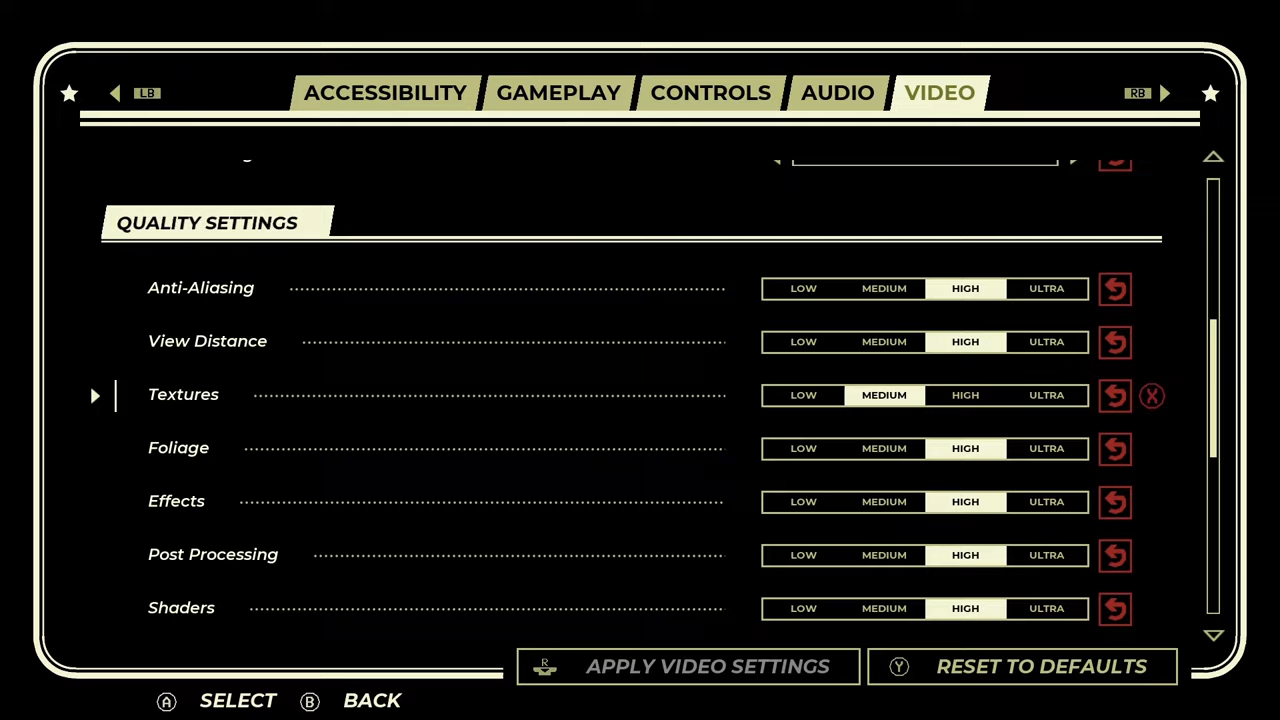 LB ACCESSIBILITY GAMEPLAY CONTROLS AUDIO VIDEO RB
QUALITY SETTINGS
Anti-Aliasing LOW MEDIUM HIGH ULTRA
View Distance LOW MEDIUM HIGH ULTRA
Textures LOW MEDIUM HIGH ULTRA X
Foliage LOW MEDIUM HIGH ULTRA
Effects LOW MEDIUM HIGH ULTRA
Post Processing LOW MEDIUM HIGH ULTRA
Shaders LOW MEDIUM HIGH ULTRA
R APPLY VIDEO SETTINGS Y RESET TO DEFAULTS
A SELECT B BACK